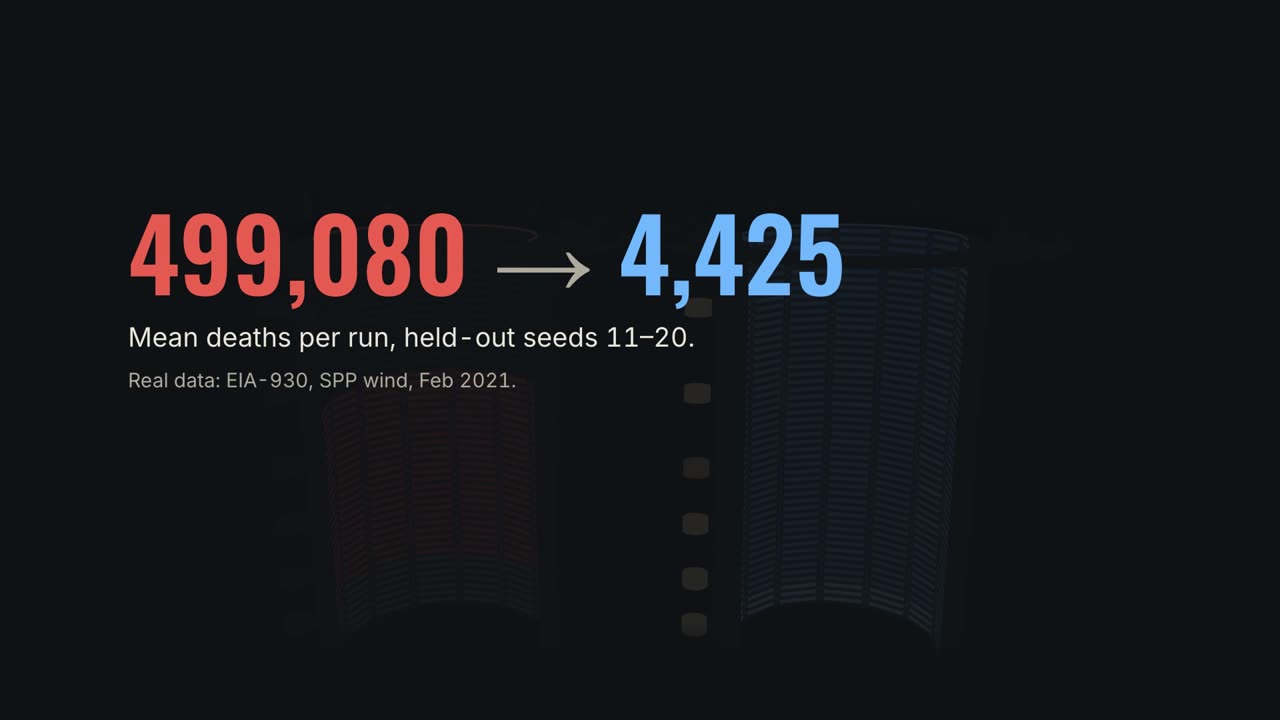 499,080 → 4,425
Mean deaths per run, held-out seeds 11–20.
Real data: EIA-930, SPP wind, Feb 2021.